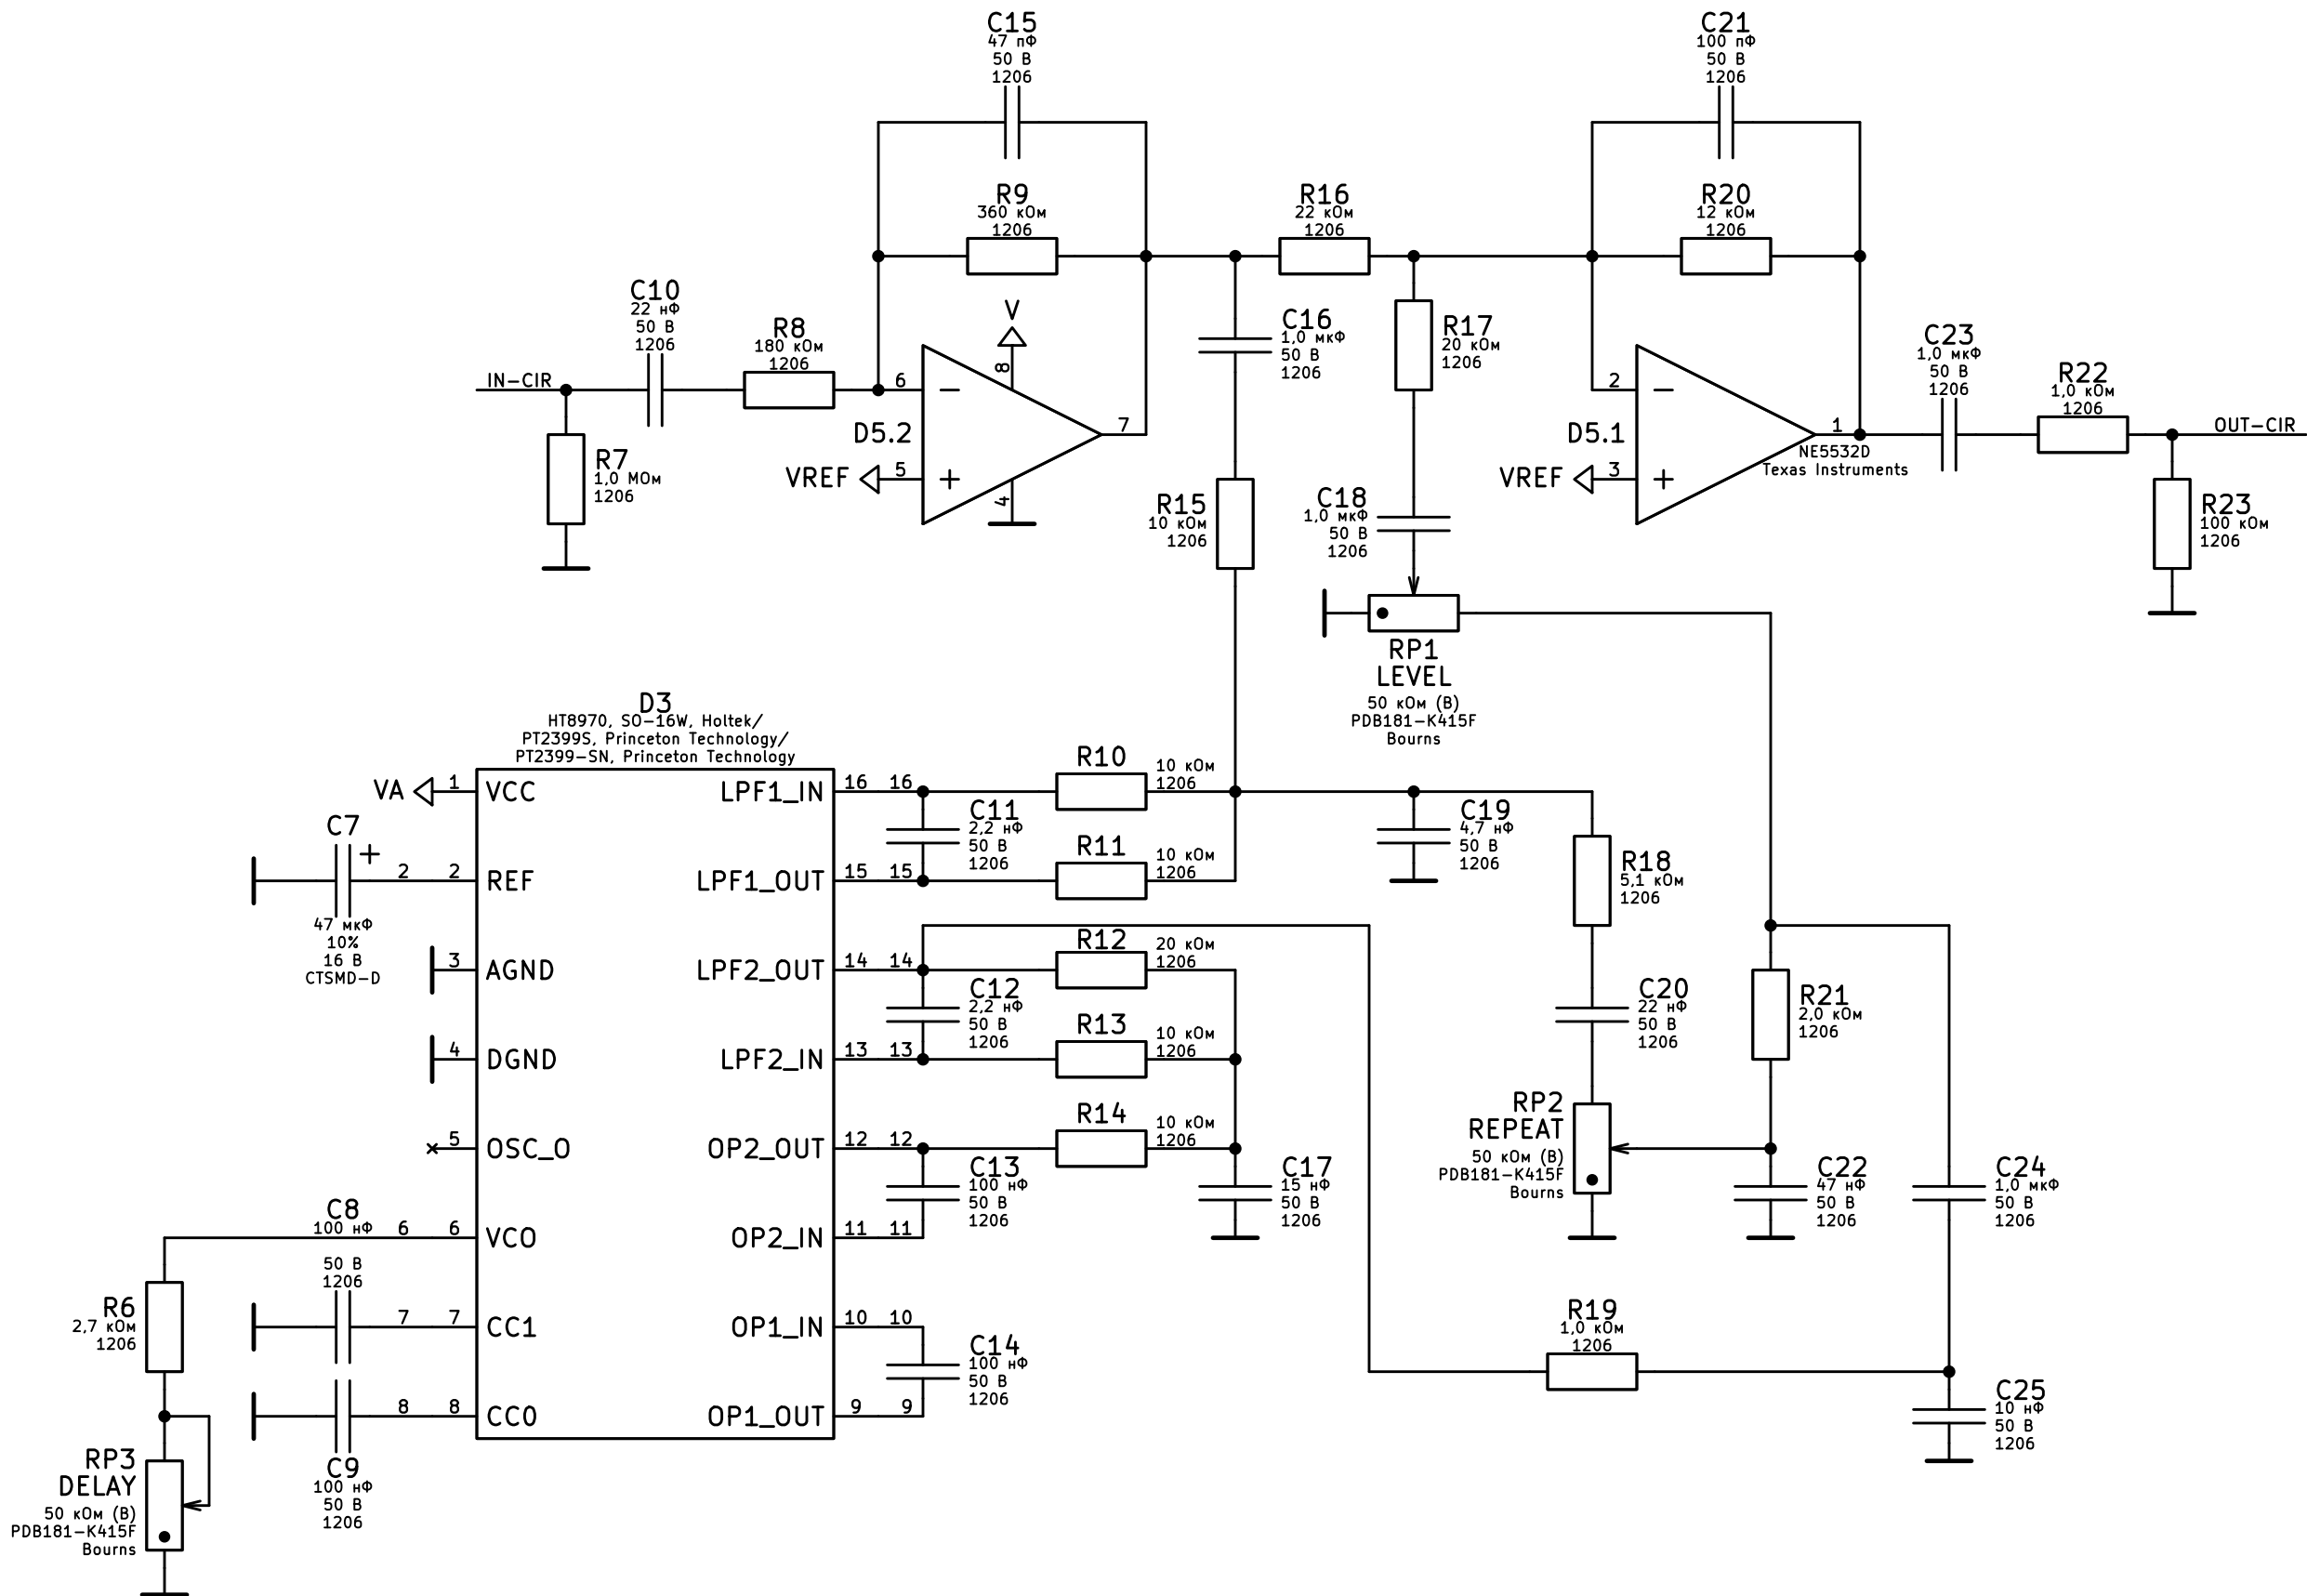 C15
47 пФ
50 В
1206
C21
100 пФ
50 В
1206
R9
360 кОм
1206
R16
22 кОм
1206
R20
12 кОм
1206
C10
22 нФ
50 В
1206
R8
180 кОм
1206
V
8
C16
1,0 мкФ
50 В
1206
R17
20 кОм
1206
C23
1,0 мкФ
50 В
1206
R22
1,0 кОм
1206
IN-CIR
6
−
D5.2
7
VREF
5
+
4
2
−
D5.1
1
NE5532D
Texas Instruments
VREF
3
+
OUT-CIR
R7
1,0 МОм
1206
R15
10 кОм
1206
C18
1,0 мкФ
50 В
1206
R23
100 кОм
1206
RP1
LEVEL
50 кОм (В)
PDB181-K415F
Bourns
D3
HT8970, SO-16W, Holtek/
PT2399S, Princeton Technology/
PT2399-SN, Princeton Technology
VA
1
VCC
LPF1_IN
16
16
R10
10 кОм
1206
C7
+
47 мкФ
10%
16 В
CTSMD-D
2
2
REF
LPF1_OUT
15
15
C11
2,2 нФ
50 В
1206
R11
10 кОм
1206
C19
4,7 нФ
50 В
1206
R18
5,1 кОм
1206
3
AGND
LPF2_OUT
14
14
R12
20 кОм
1206
C12
2,2 нФ
50 В
1206
R13
10 кОм
1206
4
DGND
LPF2_IN
13
13
C20
22 нФ
50 В
1206
R21
2,0 кОм
1206
5
OSC_O
OP2_OUT
12
12
R14
10 кОм
1206
RP2
REPEAT
50 кОм (В)
PDB181-K415F
Bourns
C13
100 нФ
50 В
1206
C17
15 нФ
50 В
1206
C22
47 нФ
50 В
1206
C24
1,0 мкФ
50 В
1206
C8
100 нФ
50 В
1206
6
6
VCO
OP2_IN
11
11
R6
2,7 кОм
1206
7
7
CC1
OP1_IN
10
10
C14
100 нФ
50 В
1206
R19
1,0 кОм
1206
8
8
CC0
OP1_OUT
9
9
C25
10 нФ
50 В
1206
RP3
DELAY
50 кОм (В)
PDB181-K415F
Bourns
C9
100 нФ
50 В
1206